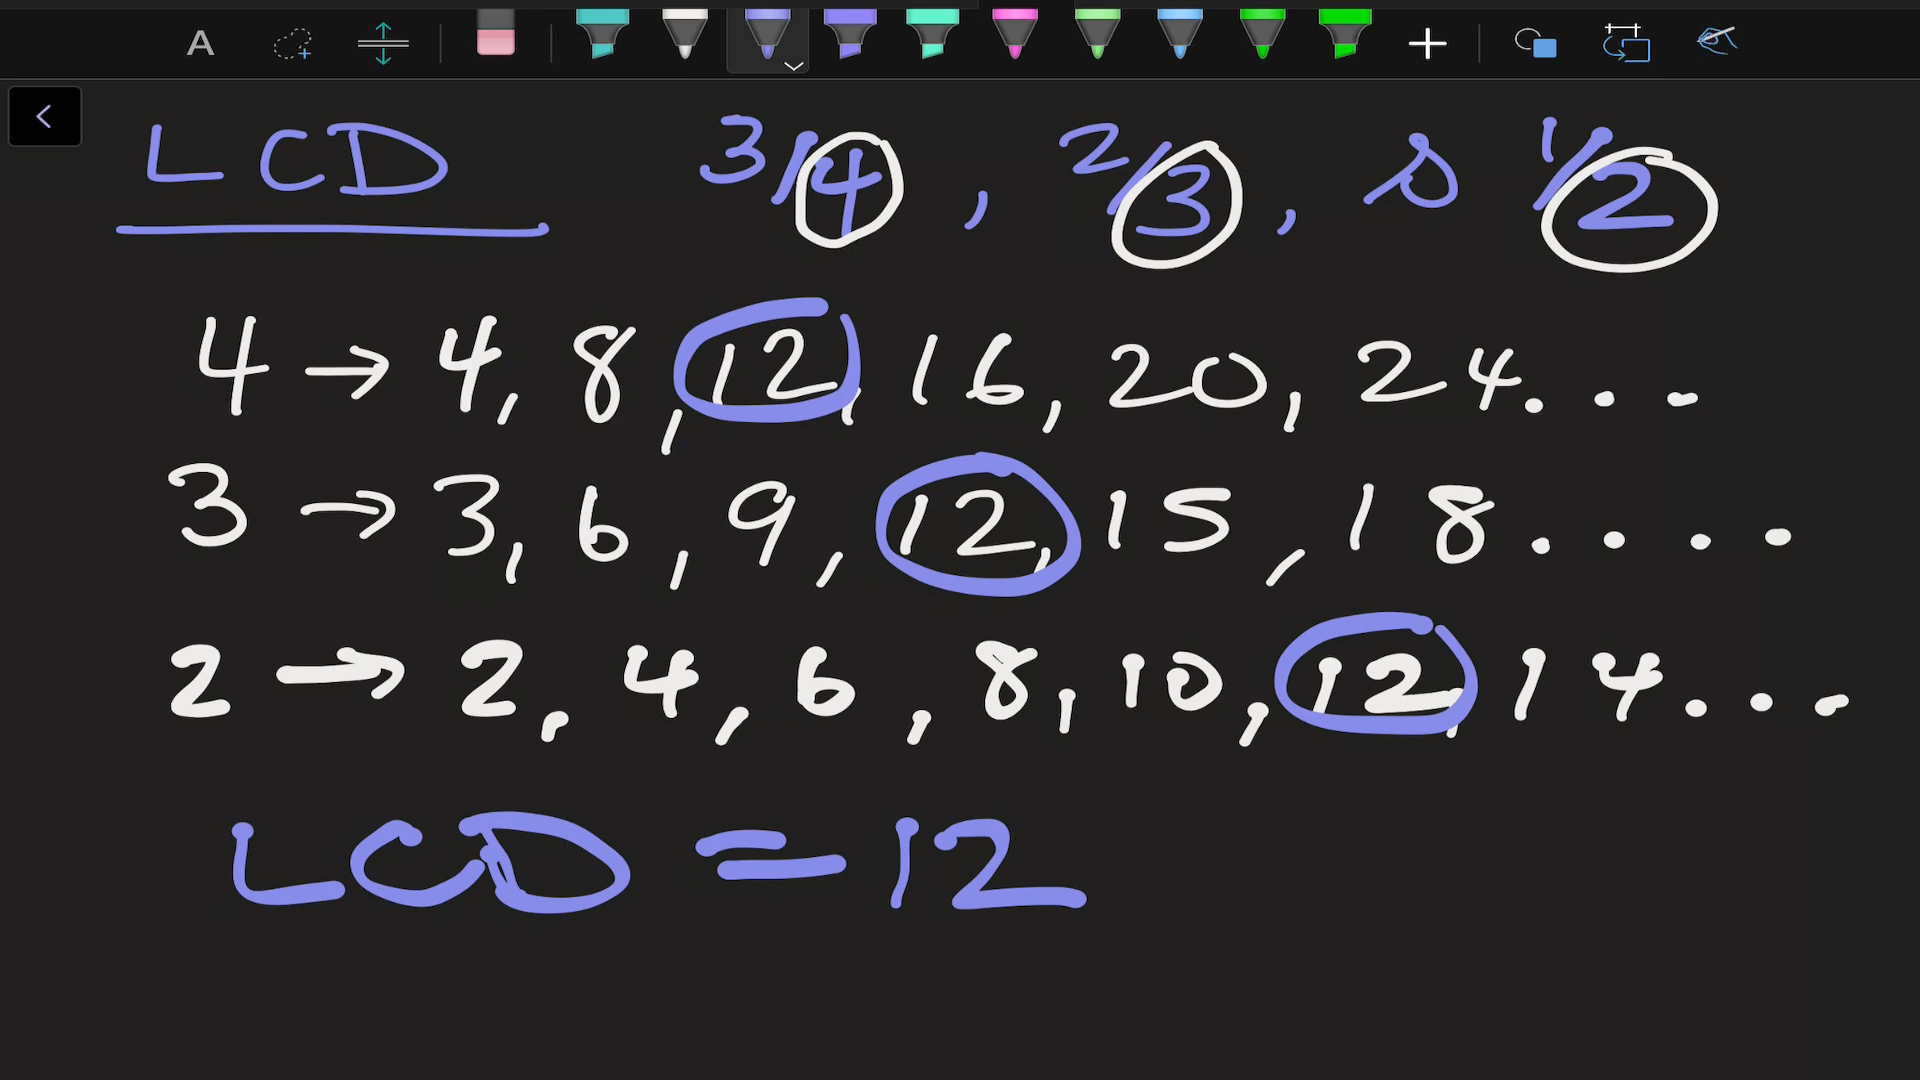 A
LCD 3/4, 2/3, & 1/2
4 → 4, 8, 12, 16, 20, 24...
3 → 3, 6, 9, 12, 15, 18....
2 → 2, 4, 6, 8, 10, 12, 14...
LCD = 12